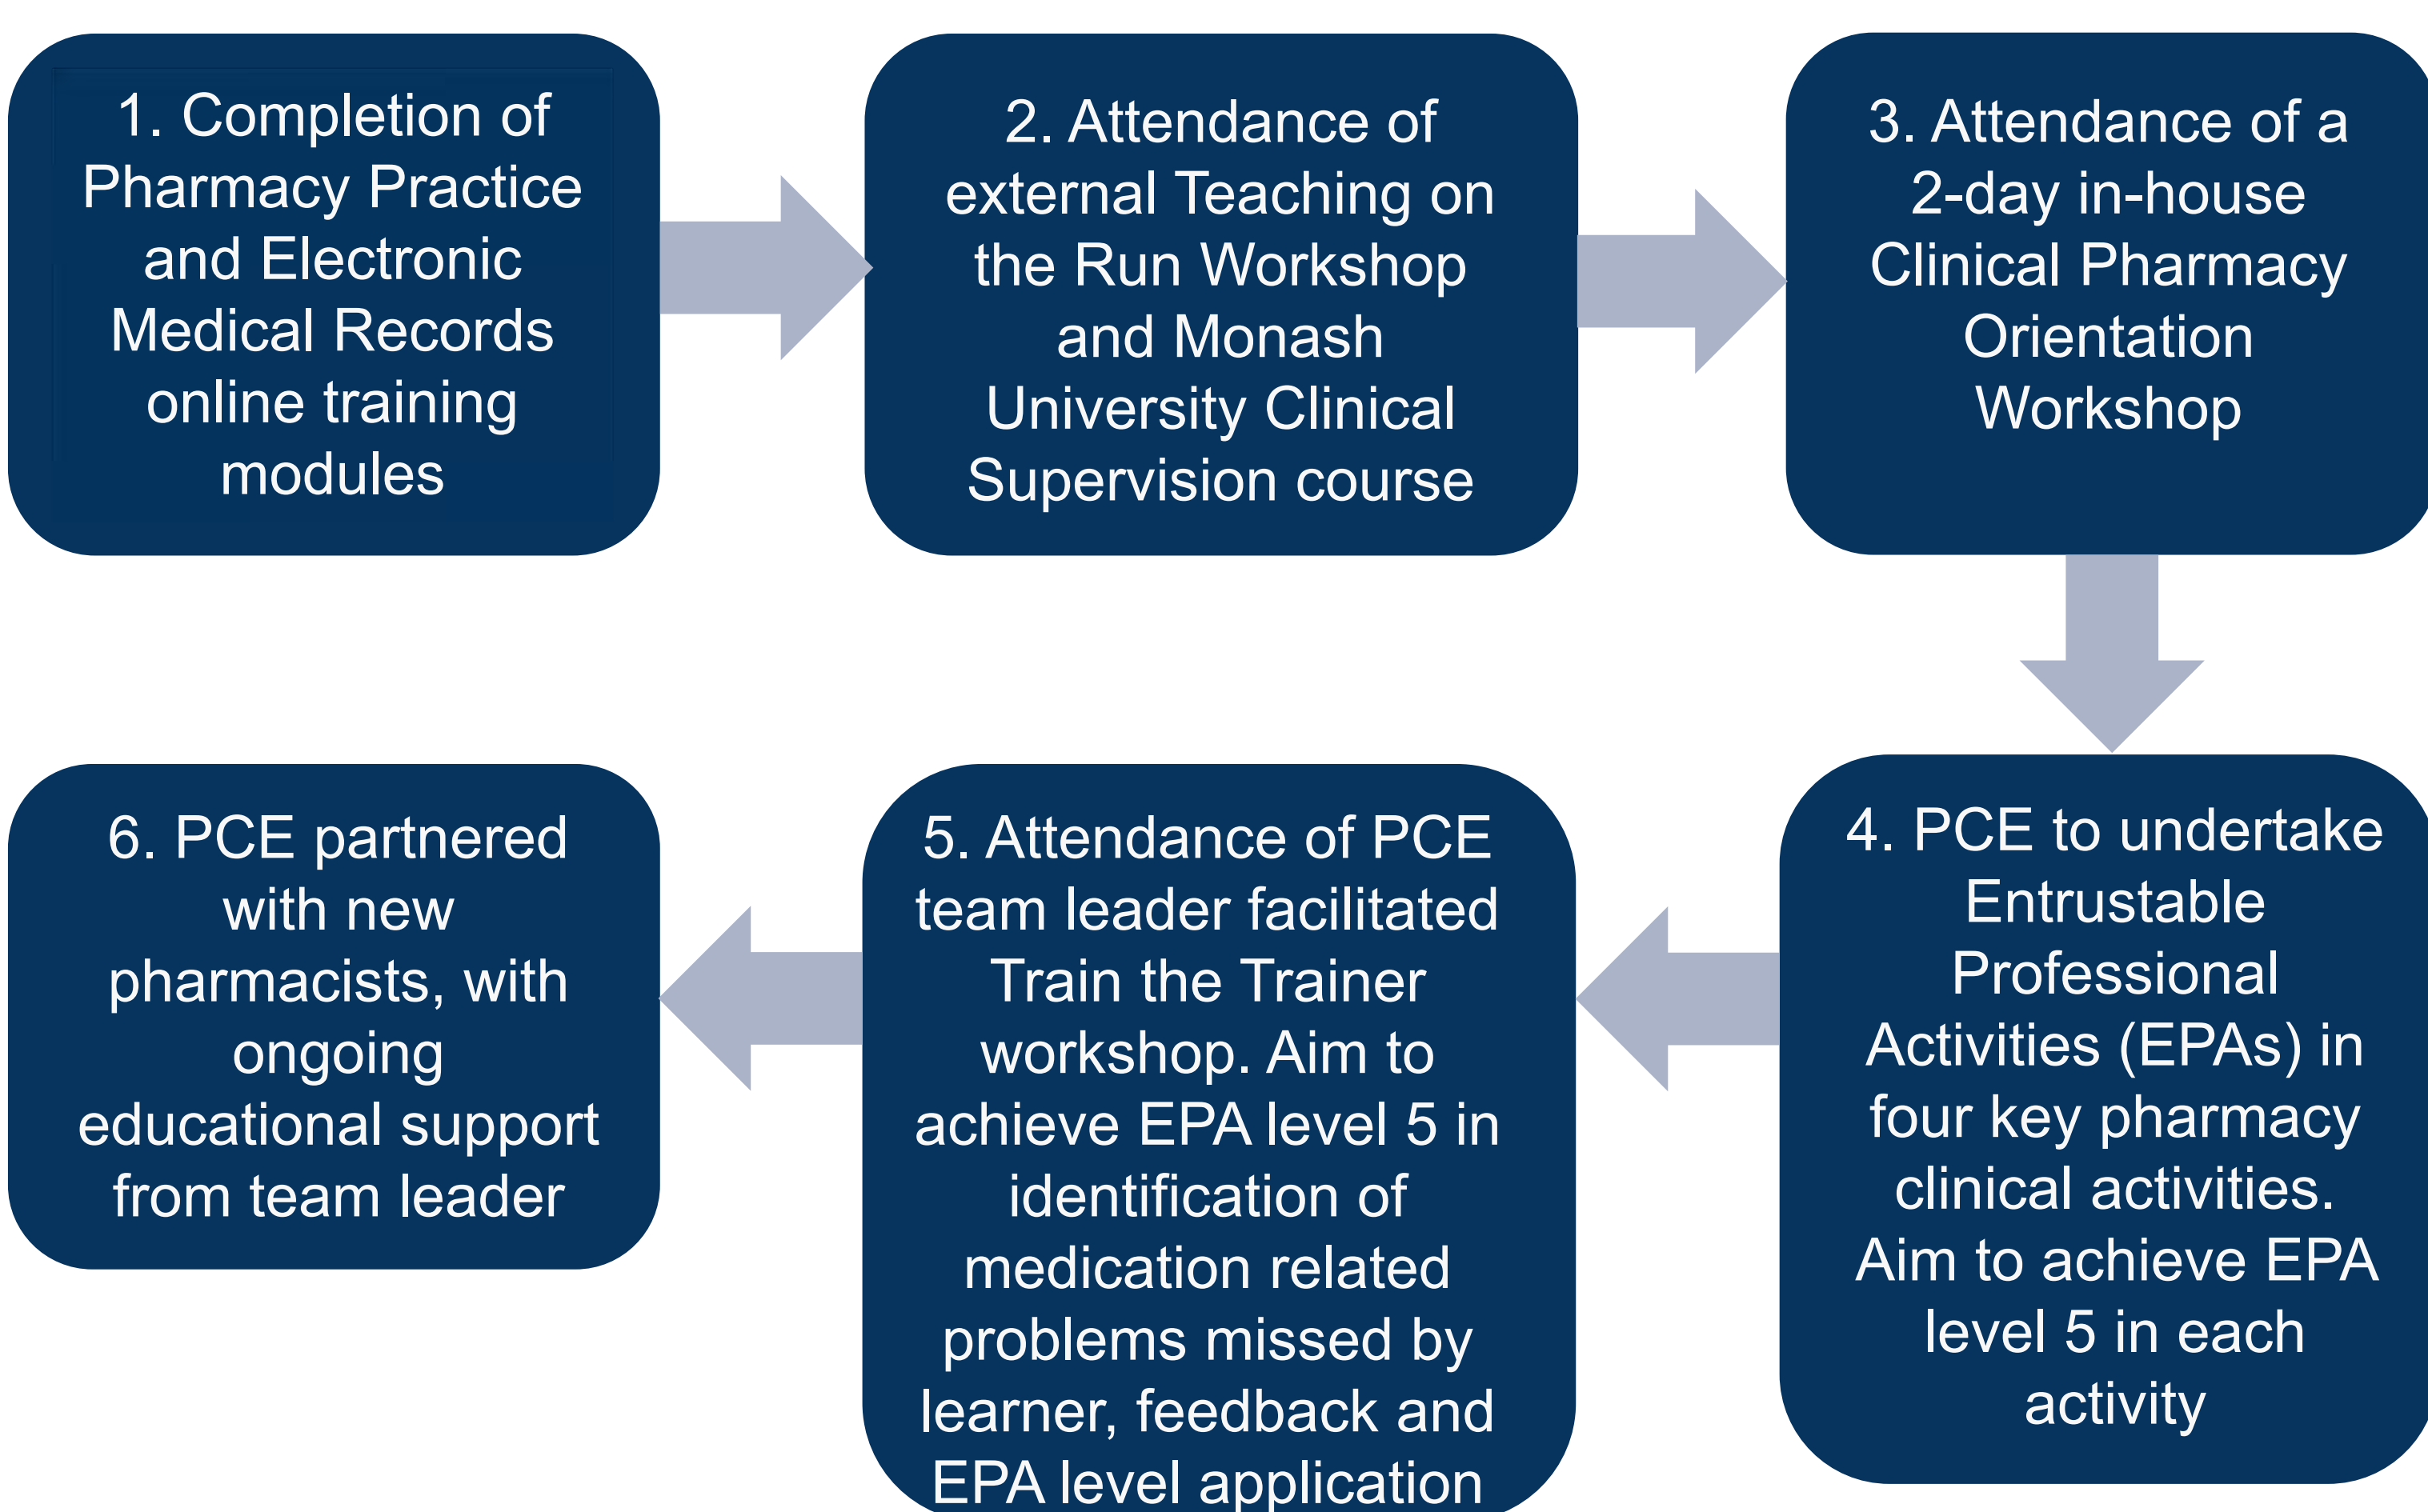 1. Completion of
Pharmacy Practice
and Electronic
Medical Records
online training
modules
2. Attendance of
external Teaching on
the Run Workshop
and Monash
University Clinical
Supervision course
3. Attendance of a
2-day in-house
Clinical Pharmacy
Orientation
Workshop
4. PCE to undertake
Entrustable
Professional
Activities (EPAs) in
four key pharmacy
clinical activities.
Aim to achieve EPA
level 5 in each
activity
5. Attendance of PCE
team leader facilitated
Train the Trainer
workshop. Aim to
achieve EPA level 5 in
identification of
medication related
problems missed by
learner, feedback and
EPA level application
6. PCE partnered
with new
pharmacists, with
ongoing
educational support
from team leader